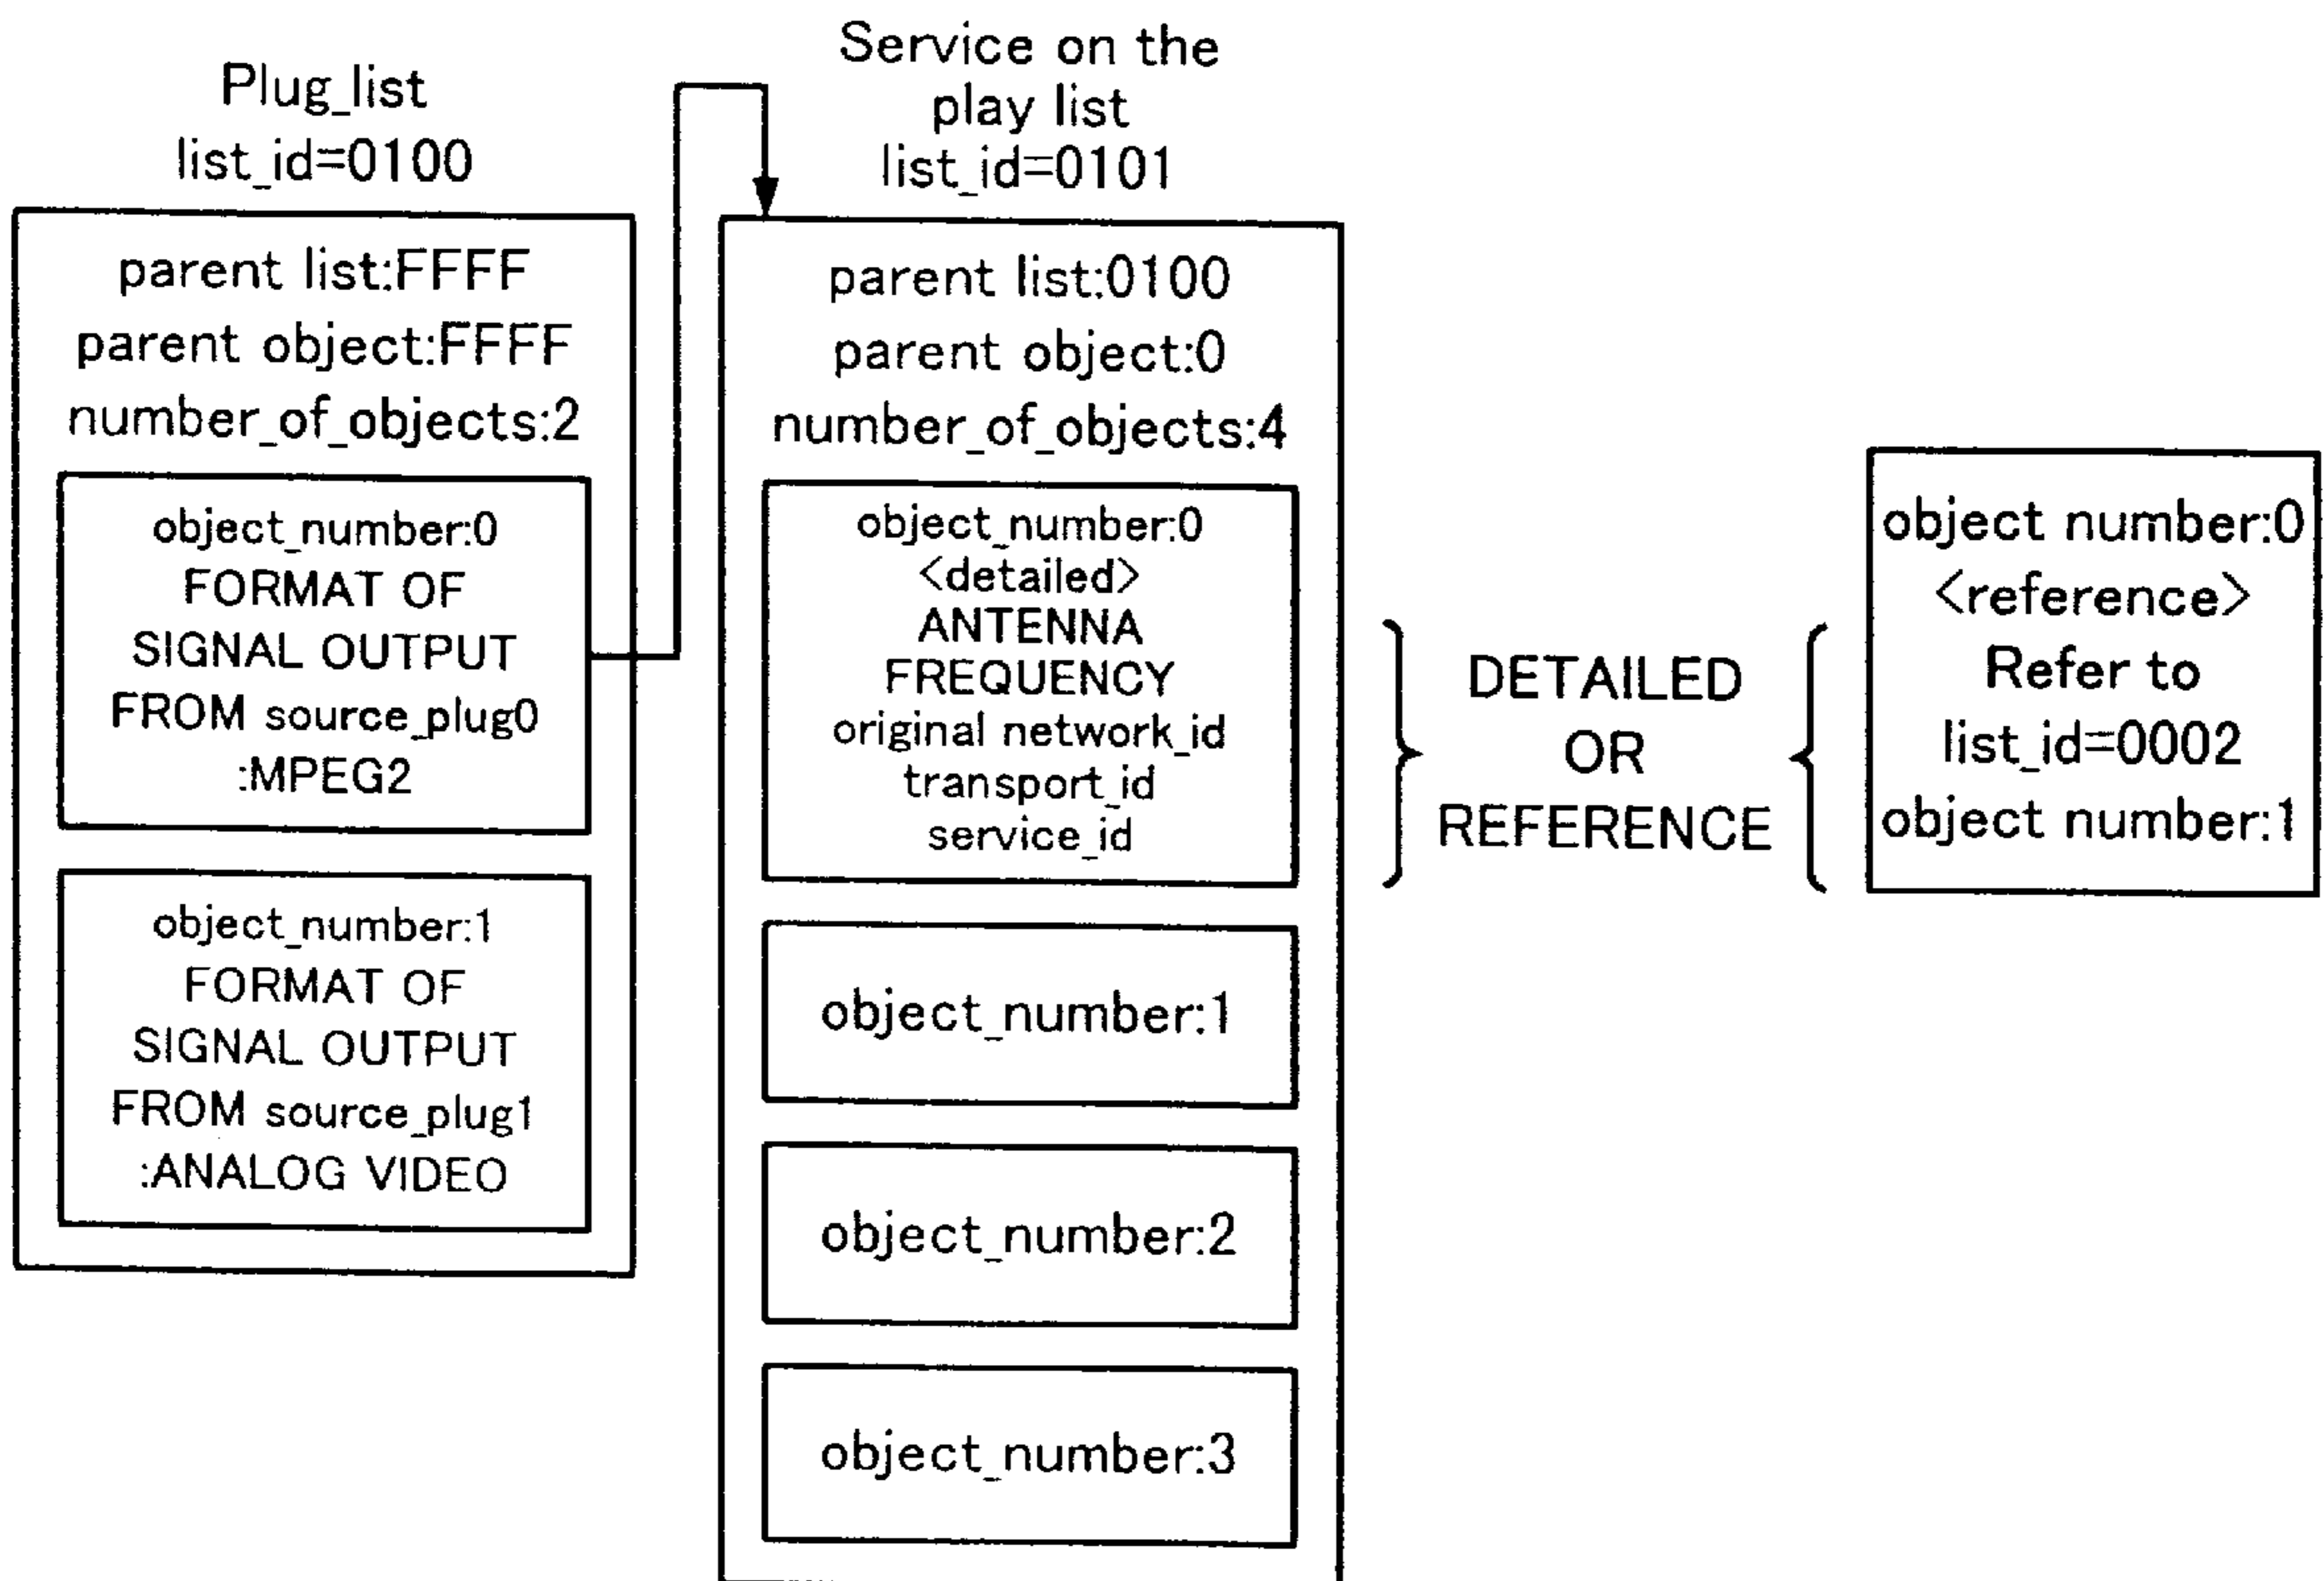 Plug_list
list_id=0100
parent list:FFFF
parent object:FFFF
number_of_objects:2
object_number:0
FORMAT OF
SIGNAL OUTPUT
FROM source_plug0
:MPEG2
object_number:1
FORMAT OF
SIGNAL OUTPUT
FROM source_plug1
:ANALOG VIDEO
Service on the
play list
list_id=0101
parent list:0100
parent object:0
number_of_objects:4
object_number:0
<detailed>
ANTENNA
FREQUENCY
original network_id
transport_id
service_id
object_number:1
object_number:2
object_number:3
DETAILED
OR
REFERENCE
object number:0
<reference>
Refer to
list_id=0002
object number:1